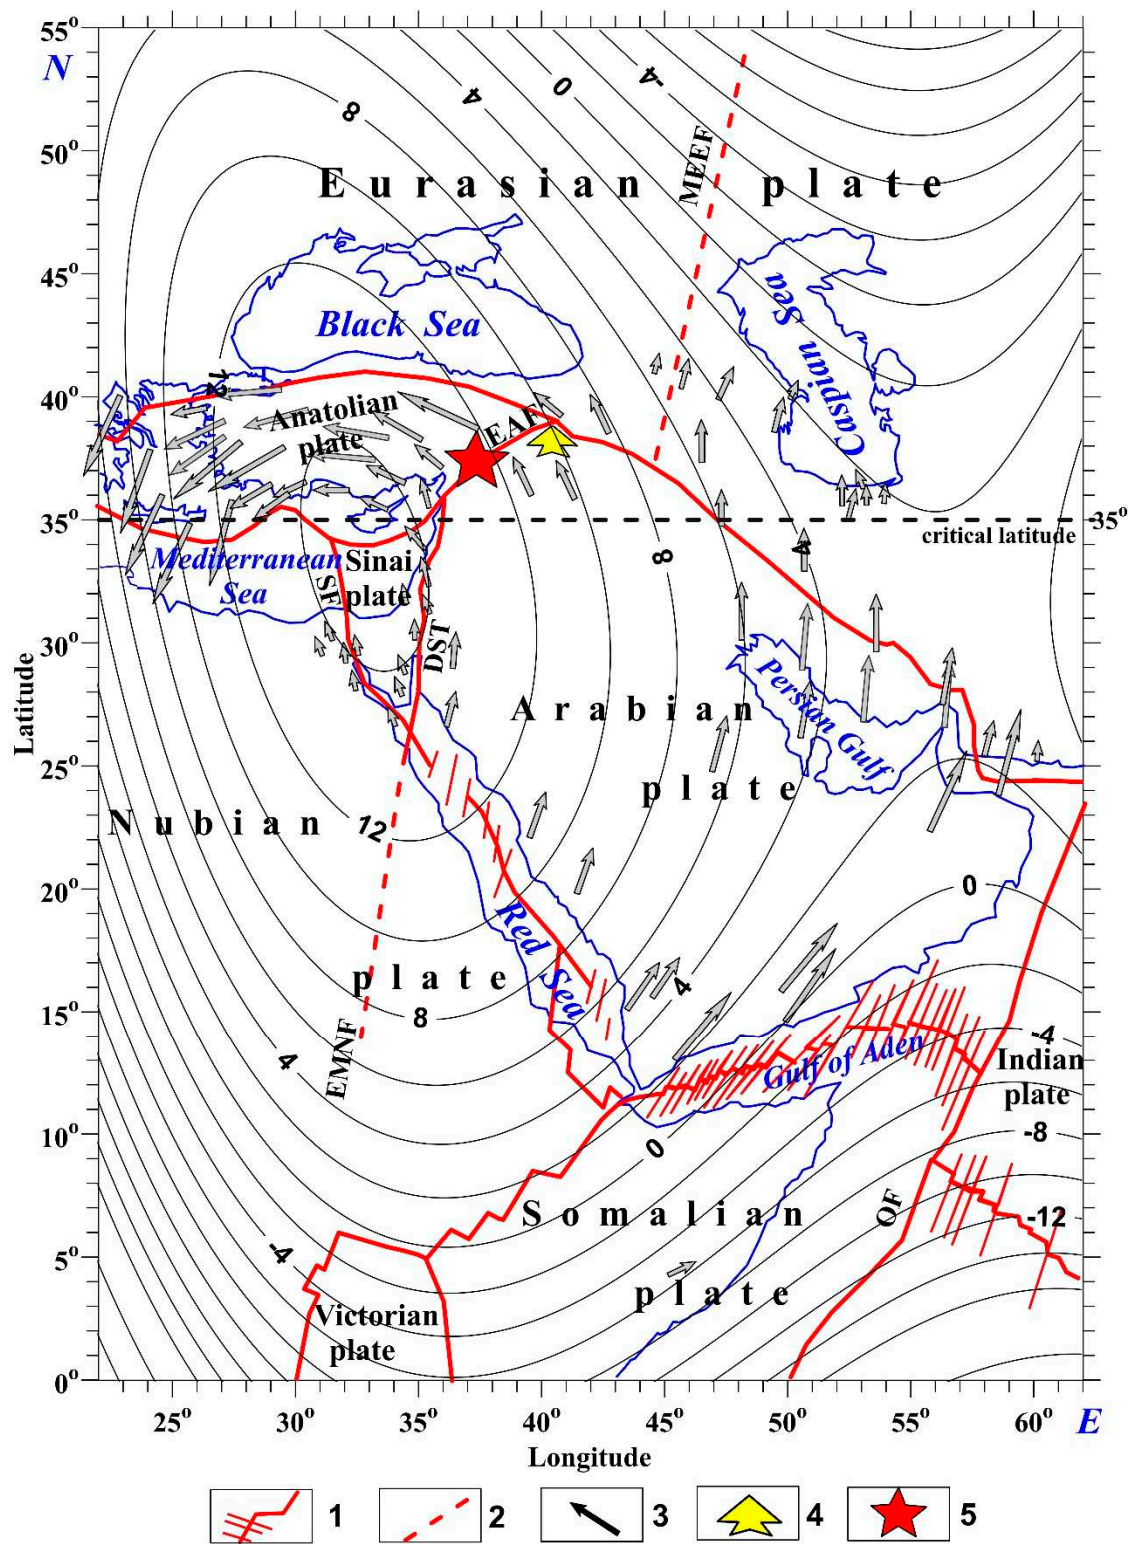 55°
N
50°
45°
40°
35°
30°
25°
20°
15°
10°
5°
0°
Latitude
8
4
0
-4
MEEF
Eurasian plate
Black Sea
Caspian Sea
12
Anatolian
plate
EAF
35°
critical latitude
Mediterranean
Sea
Sinai
plate
SF
DST
8
4
Arabian
plate
Persian Gulf
Nubian
plate
12
Red Sea
0
4
8
4
EMNF
-4
Gulf of Aden
Indian
plate
0
-8
Somalian
plate
OF
-12
-4
Victorian
plate
25° 30° 35° 40° 45° 50° 55° 60° E
Longitude
1 2 3 4 5